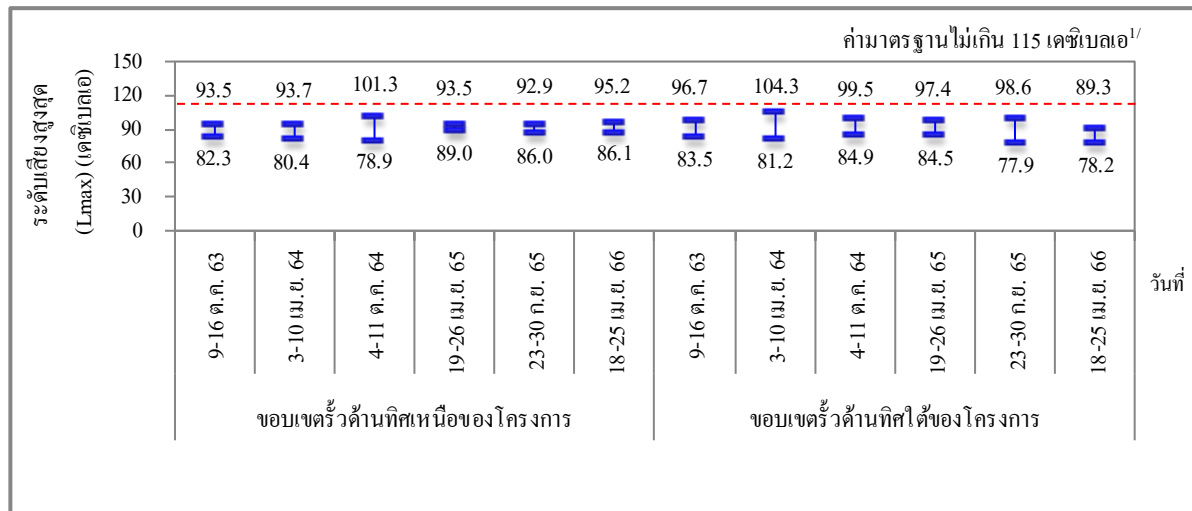 ค่ามาตรฐานไม่เกิน 115 เดซิเบลเอ1/
ระดับเสียงสูงสุด
(Lmax) (เดซิเบลเอ)
150
120
90
60
30
0
93.5 93.7 101.3 93.5 92.9 95.2 96.7 104.3 99.5 97.4 98.6 89.3
82.3 80.4 78.9 89.0 86.0 86.1 83.5 81.2 84.9 84.5 77.9 78.2
9-16 ต.ค. 63
3-10 เม.ย. 64
4-11 ต.ค. 64
19-26 เม.ย. 65
23-30 ก.ย. 65
18-25 เม.ย. 66
9-16 ต.ค. 63
3-10 เม.ย. 64
4-11 ต.ค. 64
19-26 เม.ย. 65
23-30 ก.ย. 65
18-25 เม.ย. 66
วันที่
ขอบเขตรั้วด้านทิศเหนือของโครงการ
ขอบเขตรั้วด้านทิศใต้ของโครงการ